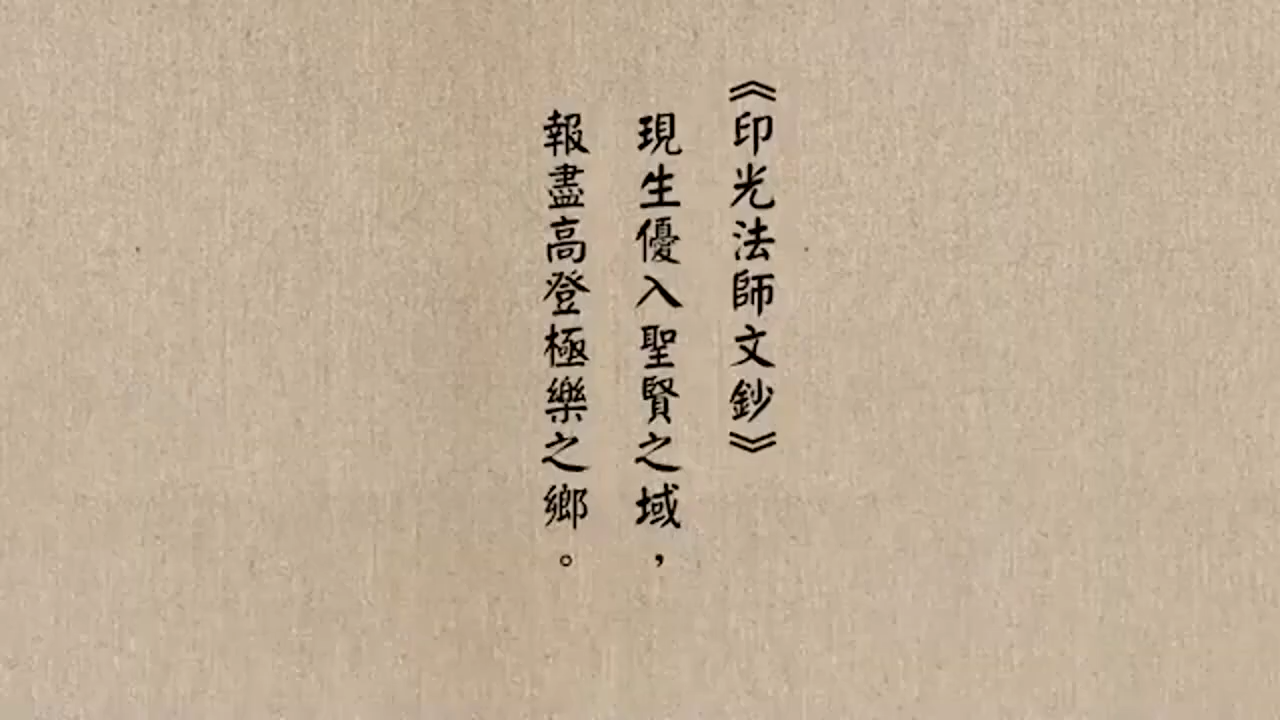 《印光法師文鈔》
現生優入聖賢之域，
報盡高登極樂之鄉。